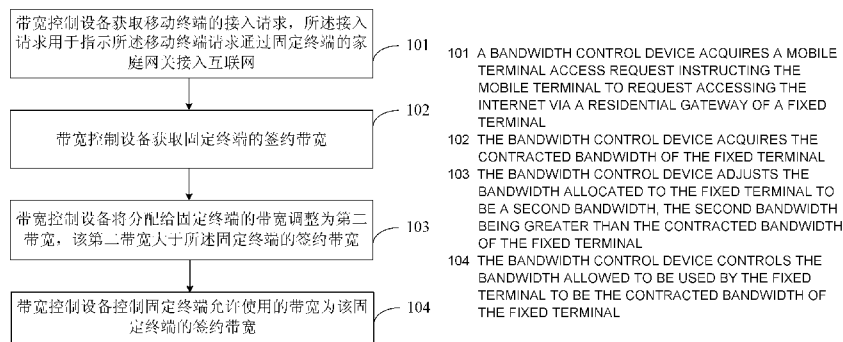 带宽控制设备获取移动终端的接入请求，所述接入
请求用于指示所述移动终端请求通过固定终端的家
庭网关接入互联网
101
带宽控制设备获取固定终端的签约带宽
102
带宽控制设备将分配给固定终端的带宽调整为第二
带宽，该第二带宽大于所述固定终端的签约带宽
103
带宽控制设备控制固定终端允许使用的带宽为该固
定终端的签约带宽
104
101 A BANDWIDTH CONTROL DEVICE ACQUIRES A MOBILE
TERMINAL ACCESS REQUEST INSTRUCTING THE
MOBILE TERMINAL TO REQUEST ACCESSING THE
INTERNET VIA A RESIDENTIAL GATEWAY OF A FIXED
TERMINAL
102 THE BANDWIDTH CONTROL DEVICE ACQUIRES THE
CONTRACTED BANDWIDTH OF THE FIXED TERMINAL
103 THE BANDWIDTH CONTROL DEVICE ADJUSTS THE
BANDWIDTH ALLOCATED TO THE FIXED TERMINAL TO
BE A SECOND BANDWIDTH, THE SECOND BANDWIDTH
BEING GREATER THAN THE CONTRACTED BANDWIDTH
OF THE FIXED TERMINAL
104 THE BANDWIDTH CONTROL DEVICE CONTROLS THE
BANDWIDTH ALLOWED TO BE USED BY THE FIXED
TERMINAL TO BE THE CONTRACTED BANDWIDTH OF
THE FIXED TERMINAL